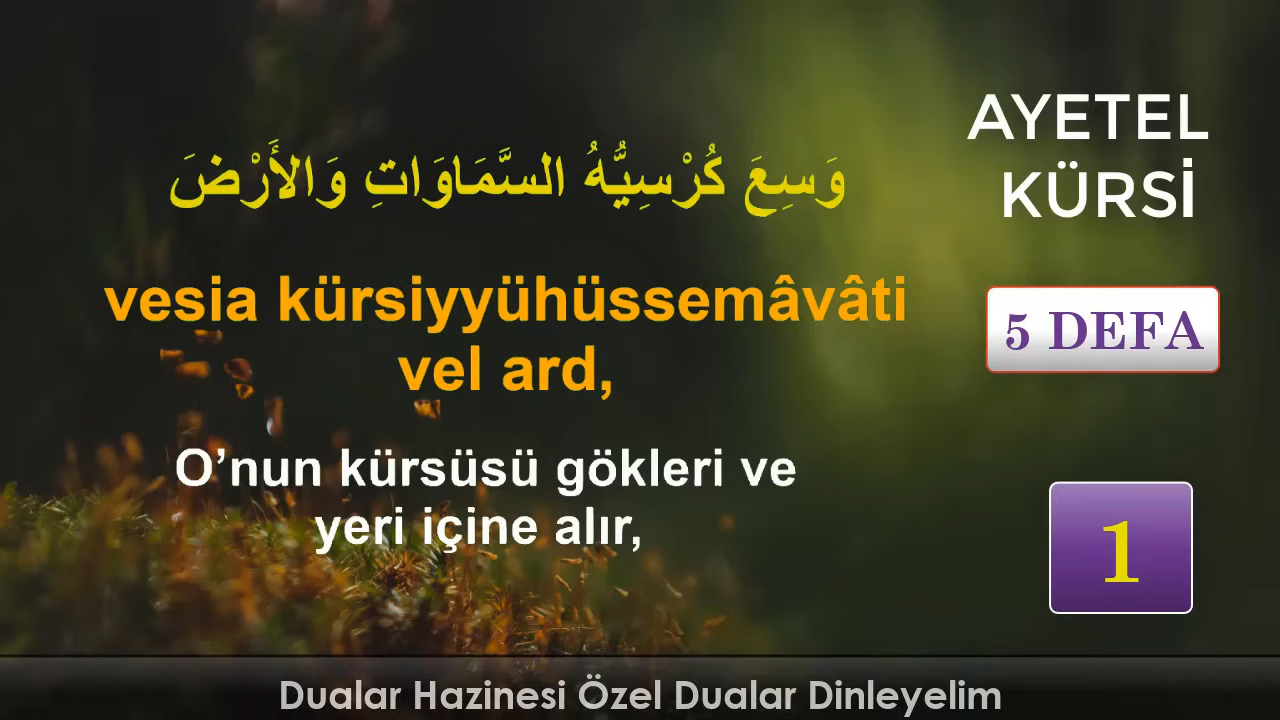 وَسِعَ كُرْسِيُّهُ السَّمَاوَاتِ وَالأَرْضَ
vesia kürsiyyühüssemâvâti
vel ard,
O’nun kürsüsü gökleri ve
yeri içine alır,
AYETEL
KÜRSİ
5 DEFA
1
Dualar Hazinesi Özel Dualar Dinleyelim